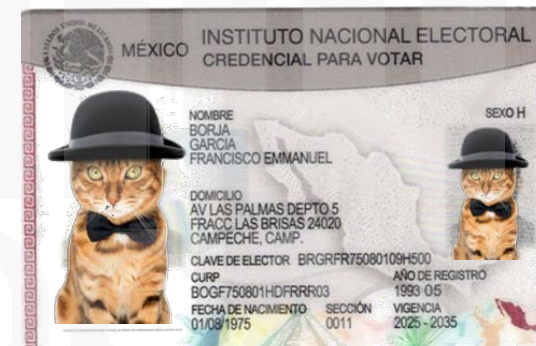 MÉXICO
INSTITUTO NACIONAL ELECTORAL
CREDENCIAL PARA VOTAR
NOMBRE
SEXO H
BORJA
GARCIA
FRANCISCO EMMANUEL
DOMICILIO
AV LAS PALMAS DEPTO 5
FRACC LAS BRISAS 24020
CAMPECHE, CAMP.
CLAVE DE ELECTOR BRGRFR75080109H500
CURP
AÑO DE REGISTRO
BOGF750801HDFRRR03
1993 05
FECHA DE NACIMIENTO SECCIÓN VIGENCIA
01/08/1975 0011 2025 - 2035